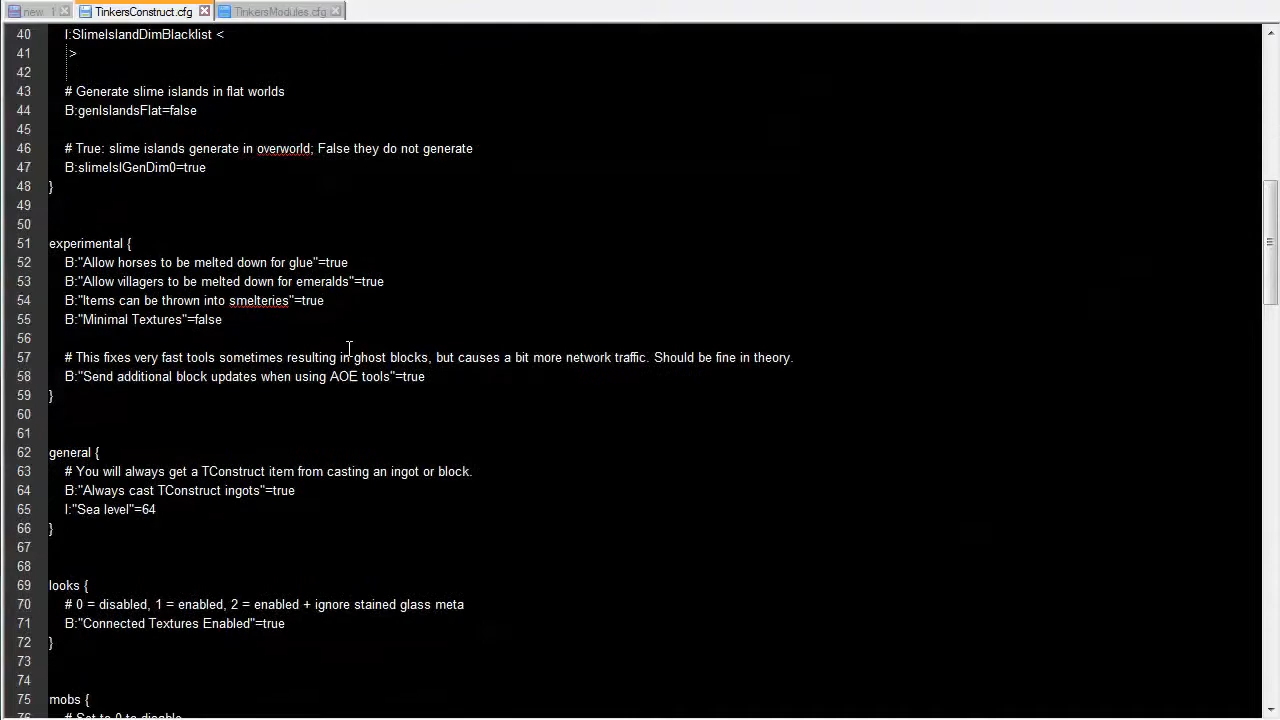 new 1 TinkersConstruct.cfg TinkersModules.cfg
40 I:SlimeIslandDimBlacklist <
41 >
42
43 # Generate slime islands in flat worlds
44 B:genIslandsFlat=false
45
46 # True: slime islands generate in overworld; False they do not generate
47 B:slimeIslGenDim0=true
48 }
49
50
51 experimental {
52 B:"Allow horses to be melted down for glue"=true
53 B:"Allow villagers to be melted down for emeralds"=true
54 B:"Items can be thrown into smelteries"=true
55 B:"Minimal Textures"=false
56
57 # This fixes very fast tools sometimes resulting in ghost blocks, but causes a bit more network traffic. Should be fine in theory.
58 B:"Send additional block updates when using AOE tools"=true
59 }
60
61
62 general {
63 # You will always get a TConstruct item from casting an ingot or block.
64 B:"Always cast TConstruct ingots"=true
65 I:"Sea level"=64
66 }
67
68
69 looks {
70 # 0 = disabled, 1 = enabled, 2 = enabled + ignore stained glass meta
71 B:"Connected Textures Enabled"=true
72 }
73
74
75 mobs {
76 # Set to 0 to disable